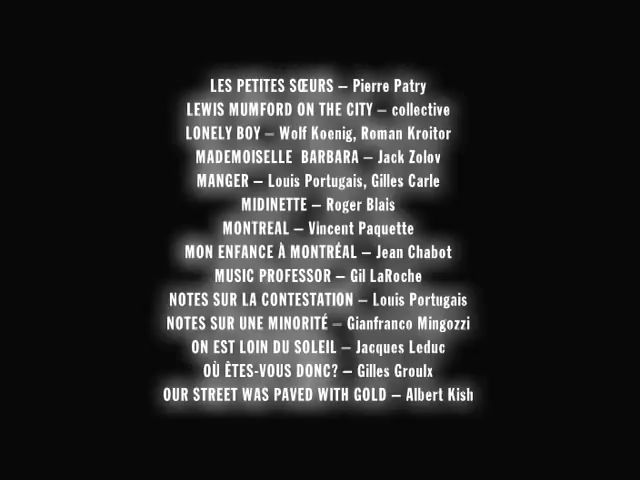 LES PETITES SŒURS – Pierre Patry
LEWIS MUMFORD ON THE CITY – collective
LONELY BOY – Wolf Koenig, Roman Kroitor
MADEMOISELLE BARBARA – Jack Zolov
MANGER – Louis Portugais, Gilles Carle
MIDINETTE – Roger Blais
MONTREAL – Vincent Paquette
MON ENFANCE À MONTRÉAL – Jean Chabot
MUSIC PROFESSOR – Gil LaRoche
NOTES SUR LA CONTESTATION – Louis Portugais
NOTES SUR UNE MINORITÉ – Gianfranco Mingozzi
ON EST LOIN DU SOLEIL – Jacques Leduc
OÙ ÊTES-VOUS DONC? – Gilles Groulx
OUR STREET WAS PAVED WITH GOLD – Albert Kish